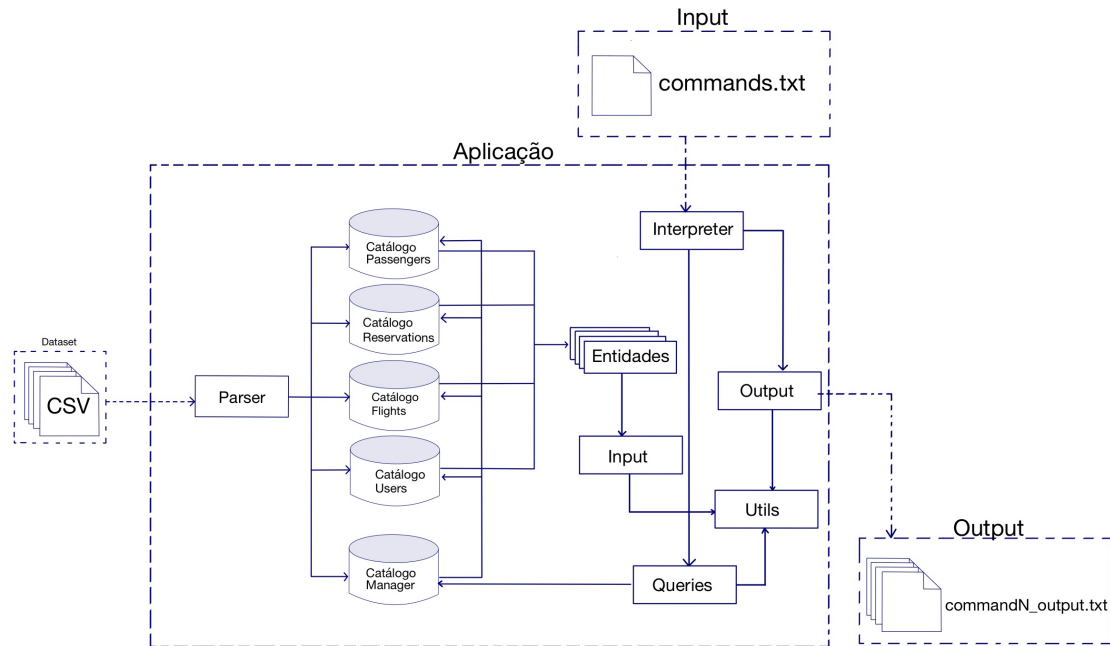 Input
commands.txt
Aplicação
Interpreter
Catálogo
Passengers
Catálogo
Reservations
Dataset
CSV
Parser
Entidades
Catálogo
Flights
Output
Input
Catálogo
Users
Utils
Output
Catálogo
Manager
Queries
commandN_output.txt